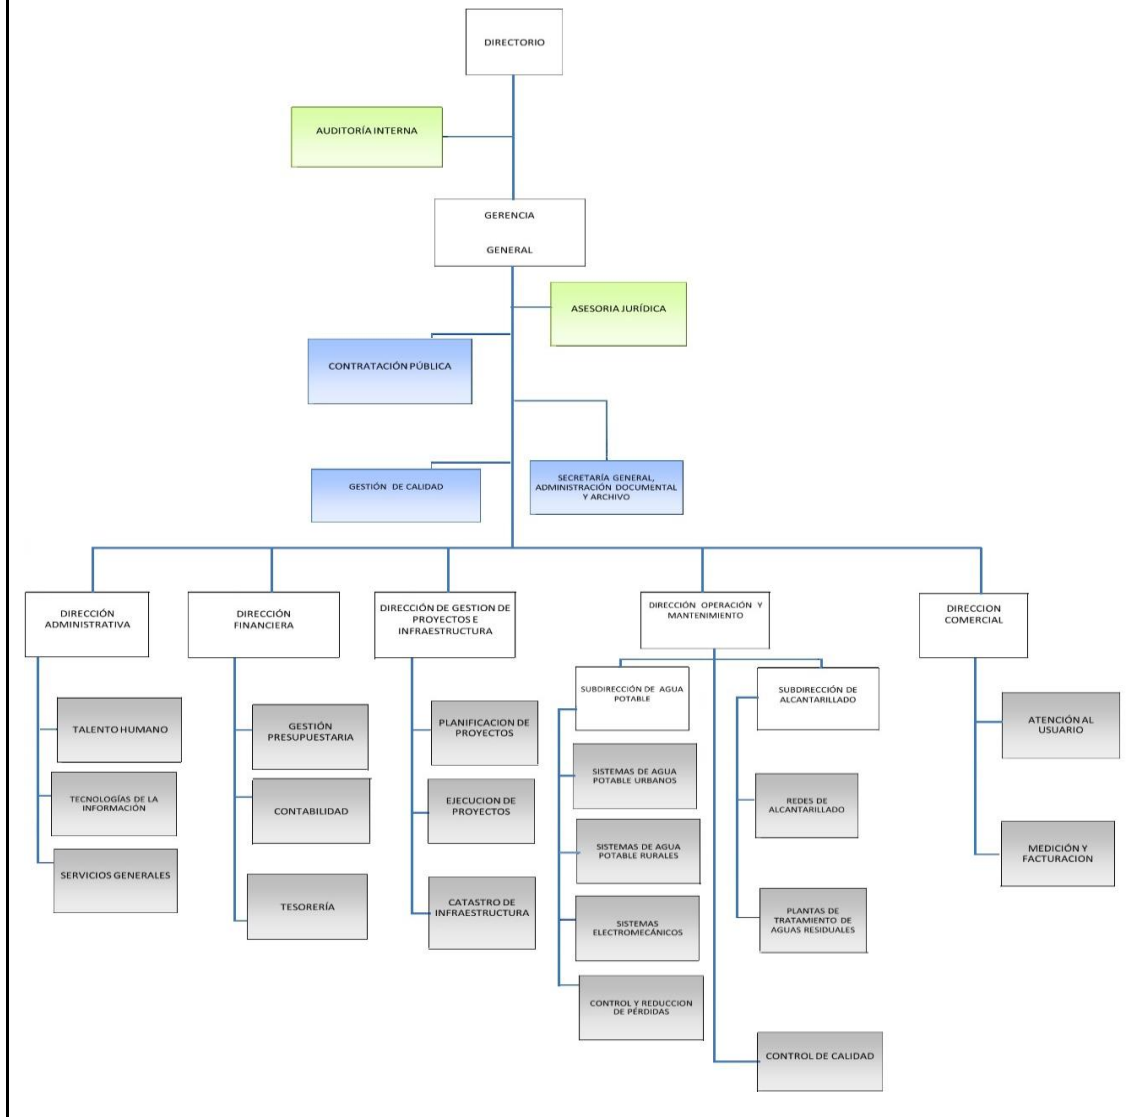 DIRECTORIO
AUDITORÍA INTERNA
GERENCIA
GENERAL
ASESORIA JURÍDICA
CONTRATACIÓN PÚBLICA
GESTIÓN DE CALIDAD
SECRETARÍA GENERAL,
ADMINISTRACIÓN DOCUMENTAL
Y ARCHIVO
DIRECCIÓN
ADMINISTRATIVA
DIRECCIÓN
FINANCIERA
DIRECCIÓN DE GESTION DE
PROYECTOS E
INFRAESTRUCTURA
DIRECCIÓN OPERACIÓN Y
MANTENIMIENTO
DIRECCION
COMERCIAL
TALENTO HUMANO
TECNOLOGÍAS DE LA
INFORMACIÓN
SERVICIOS GENERALES
GESTIÓN
PRESUPUESTARIA
CONTABILIDAD
TESORERÍA
PLANIFICACION DE
PROYECTOS
EJECUCION DE
PROYECTOS
CATASTRO DE
INFRAESTRUCTURA
SUBDIRECCIÓN DE AGUA
POTABLE
SISTEMAS DE AGUA
POTABLE URBANOS
SISTEMAS DE AGUA
POTABLE RURALES
SISTEMAS
ELECTROMECÁNICOS
CONTROL Y REDUCCION
DE PÉRDIDAS
SUBDIRECCIÓN DE
ALCANTARILLADO
REDES DE
ALCANTARILLADO
PLANTAS DE
TRATAMIENTO DE
AGUAS RESIDUALES
CONTROL DE CALIDAD
ATENCIÓN AL
USUARIO
MEDICIÓN Y
FACTURACION